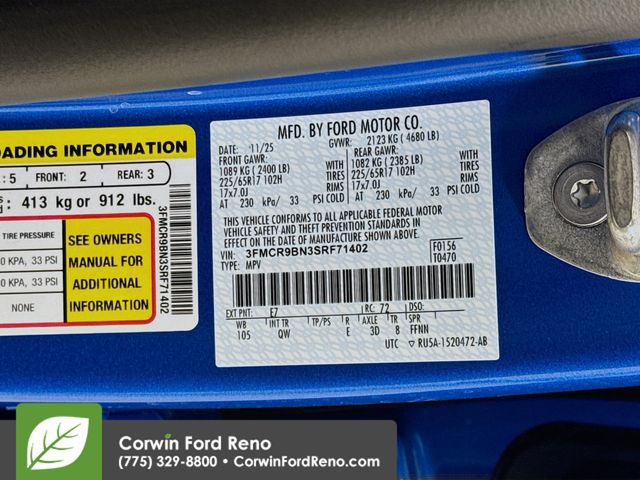 OADING INFORMATION
: 5 FRONT: 2 REAR: 3
: 413 kg or 912 lbs.
TIRE PRESSURE
0 KPA, 33 PSI
0 KPA, 33 PSI
NONE
SEE OWNERS
MANUAL FOR
ADDITIONAL
INFORMATION
3FMCR9BN3SRF71402
MFD. BY FORD MOTOR CO.
DATE: 11/25 GVWR: 2123 KG ( 4680 LB)
FRONT GAWR: REAR GAWR:
1089 KG ( 2400 LB) WITH 1082 KG ( 2385 LB) WITH
225/65R17 102H TIRES 225/65R17 102H TIRES
17x7.0J RIMS 17x7.0J RIMS
AT 230 kPa/ 33 PSI COLD AT 230 kPa/ 33 PSI COLD
THIS VEHICLE CONFORMS TO ALL APPLICABLE FEDERAL MOTOR
VEHICLE SAFETY AND THEFT PREVENTION STANDARDS IN EFFECT
ON THE DATE OF MANUFACTURE SHOWN ABOVE.
VIN: 3FMCR9BN3SRF71402 F0156
TYPE: MPV T0470
EXT PNT: E7 RC: 72 DSO:
WB INT TR TP/PS R AXLE TR SPR
105 QW E 3D 8 FFNN
UTC ▽ RU5A-1520472-AB
Corwin Ford Reno
(775) 329-8800 • CorwinFordReno.com